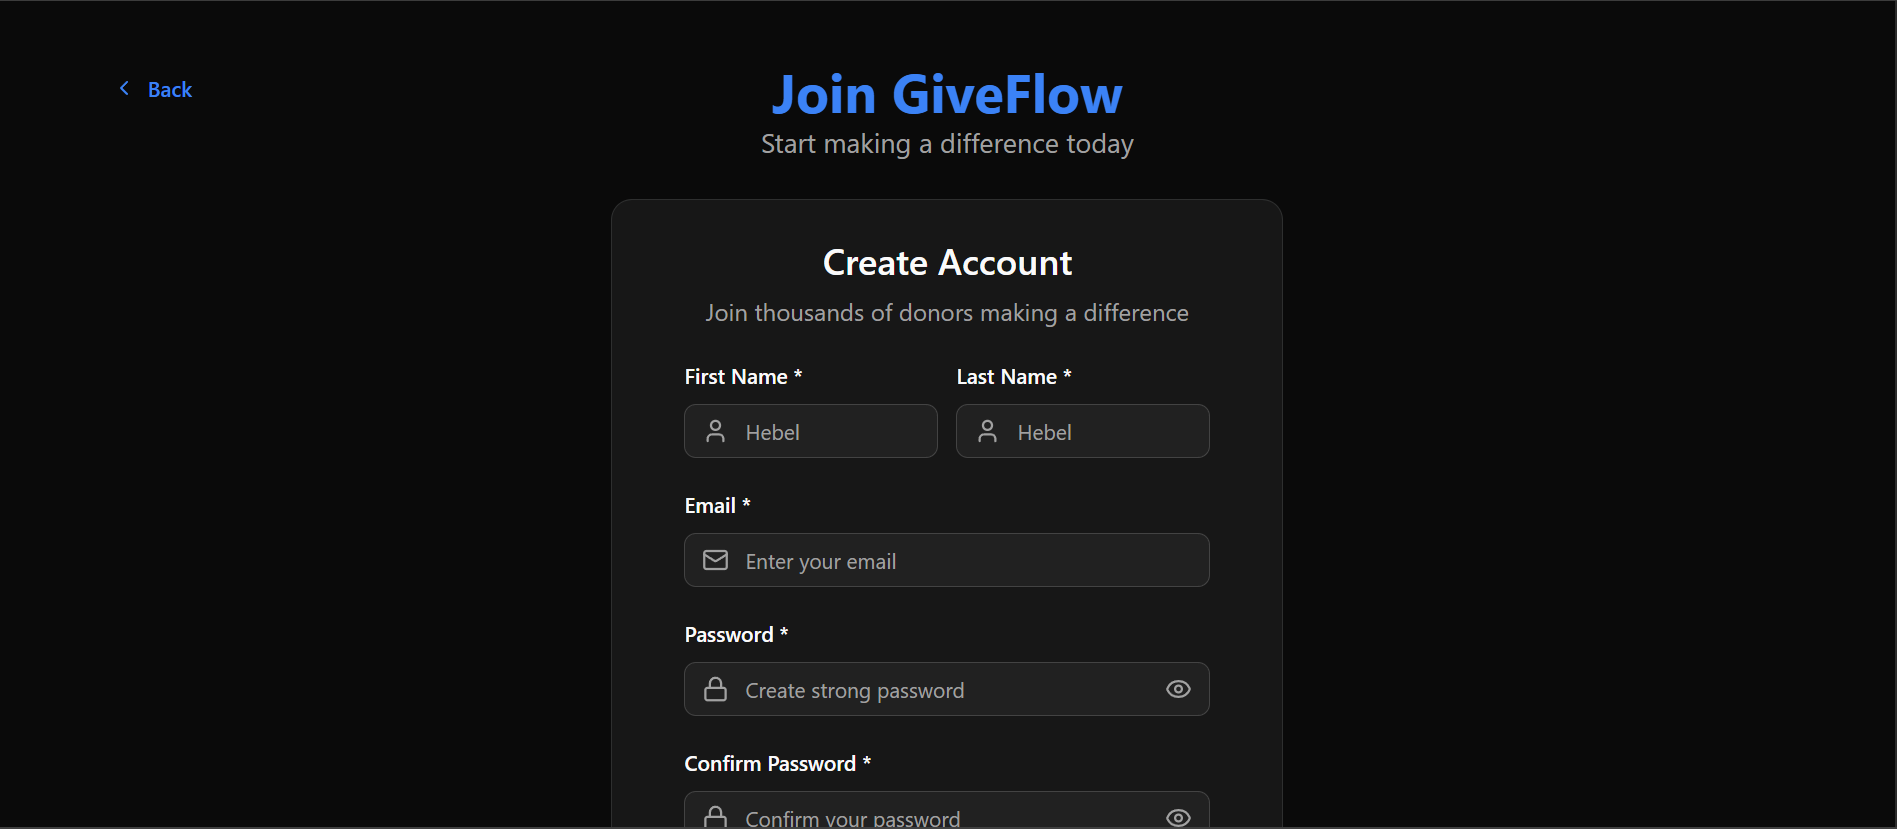 Back
Join GiveFlow
Start making a difference today
Create Account
Join thousands of donors making a difference
First Name * Last Name *
Hebel Hebel
Email *
Enter your email
Password *
Create strong password
Confirm Password *
Confirm your password